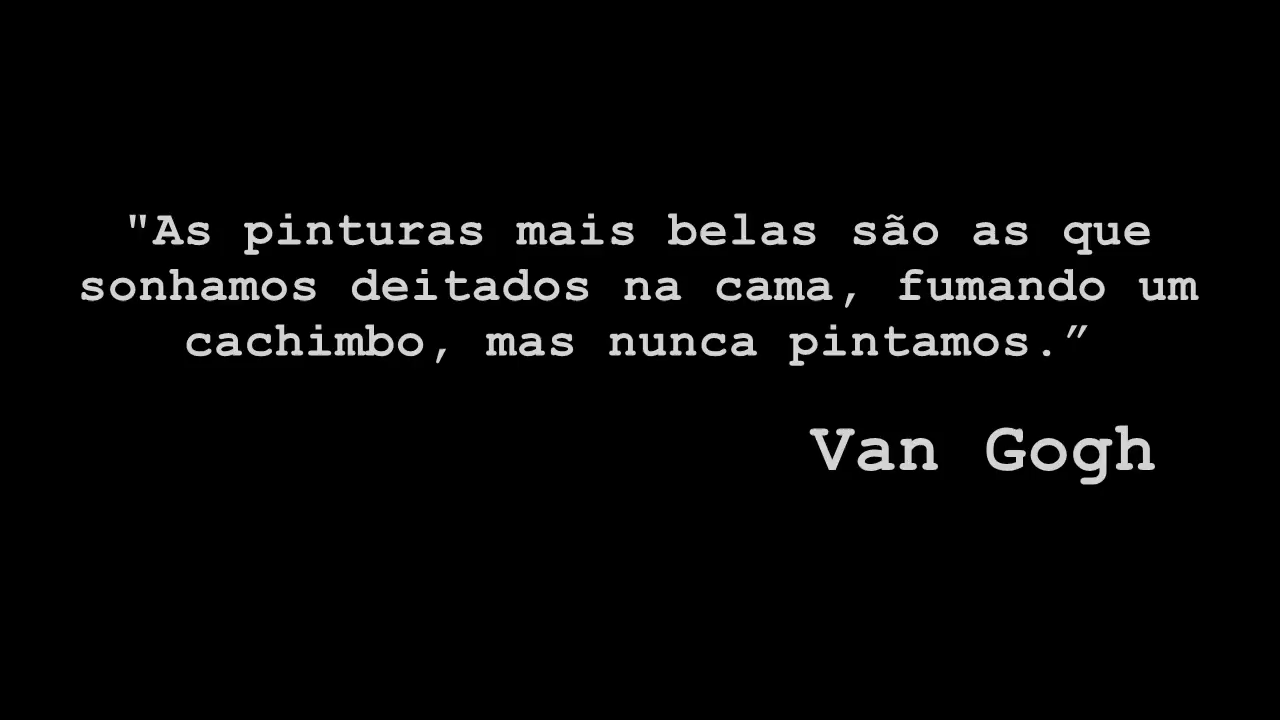 "As pinturas mais belas são as que
sonhamos deitados na cama, fumando um
cachimbo, mas nunca pintamos.”
Van Gogh